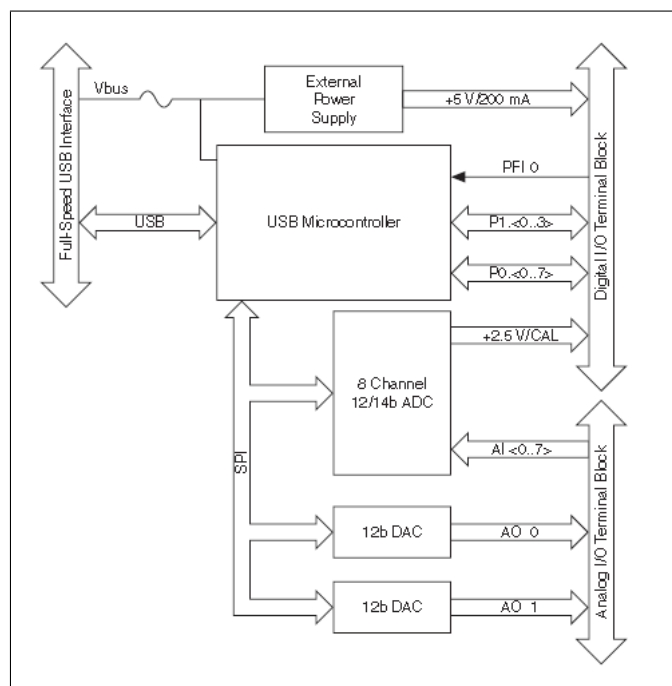 Vbus
External
Power
Supply
+5 V/200 mA
Full-Speed USB Interface
USB
USB Microcontroller
PFI 0
P1.<0..3>
P0.<0..7>
Digital I/O Terminal Block
+2.5 V/CAL
8 Channel
12/14b ADC
AI <0..7>
SPI
12b DAC
AO 0
12b DAC
AO 1
Analog I/O Terminal Block